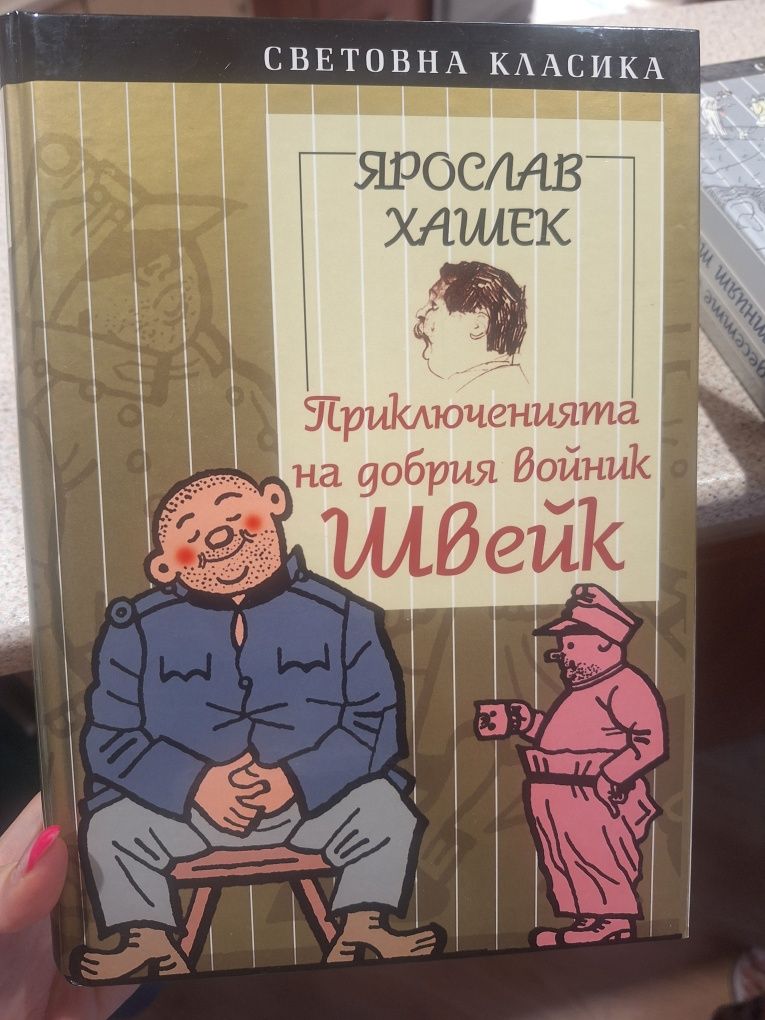 СВЕТОВНА КЛАСИКА
ЯРОСЛАВ
ХАШЕК
Приключенията
на добрия войник
Швейк